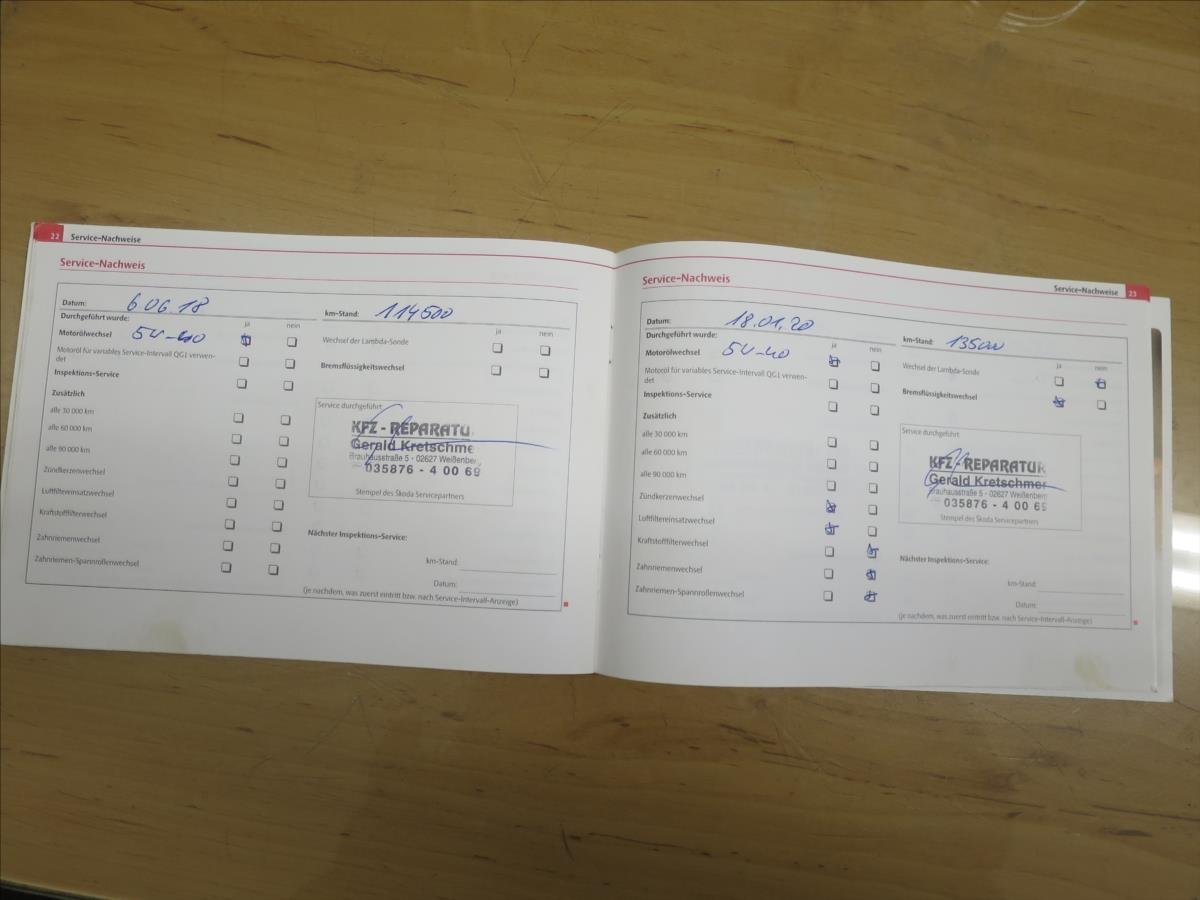 22 Service-Nachweise
Service-Nachweis
Datum: 6 06 18
km-Stand: 114500
Durchgeführt wurde:
ja nein
ja nein
Motorölwechsel 5W-40
Wechsel der Lambda-Sonde
Motoröl für variables Service-Intervall QG1 verwen-
det
Bremsflüssigkeitswechsel
Inspektions-Service
Zusätzlich
alle 30 000 km
alle 60 000 km
alle 90 000 km
Zündkerzenwechsel
Luftfiltereinsatzwechsel
Kraftstofffilterwechsel
Zahnriemenwechsel
Zahnriemen-Spannrollenwechsel
Service durchgeführt
KFZ - REPARATU
Gerald Kretschme
Brauhausstraße 5 · 02627 Weißenber
035876 - 4 00 69
Stempel des Škoda Servicepartners
Nächster Inspektions-Service:
km-Stand:
Datum:
(je nachdem, was zuerst eintritt bzw. nach Service-Intervall-Anzeige)
Service-Nachweise 23
Service-Nachweis
Datum: 18.01.20
km-Stand:
Durchgeführt wurde:
ja nein
ja nein
Motorölwechsel 5W-40
Wechsel der Lambda-Sonde
Motoröl für variables Service-Intervall QG1 verwen-
det
Bremsflüssigkeitswechsel
Inspektions-Service
Zusätzlich
alle 30 000 km
alle 60 000 km
alle 90 000 km
Zündkerzenwechsel
Luftfiltereinsatzwechsel
Kraftstofffilterwechsel
Zahnriemenwechsel
Zahnriemen-Spannrollenwechsel
Service durchgeführt
KFZ - REPARATUR
Gerald Kretschmer
Brauhausstraße 5 · 02627 Weißenberg
035876 - 4 00 69
Stempel des Škoda Servicepartners
Nächster Inspektions-Service:
km-Stand:
Datum:
(je nachdem, was zuerst eintritt bzw. nach Service-Intervall-Anzeige)